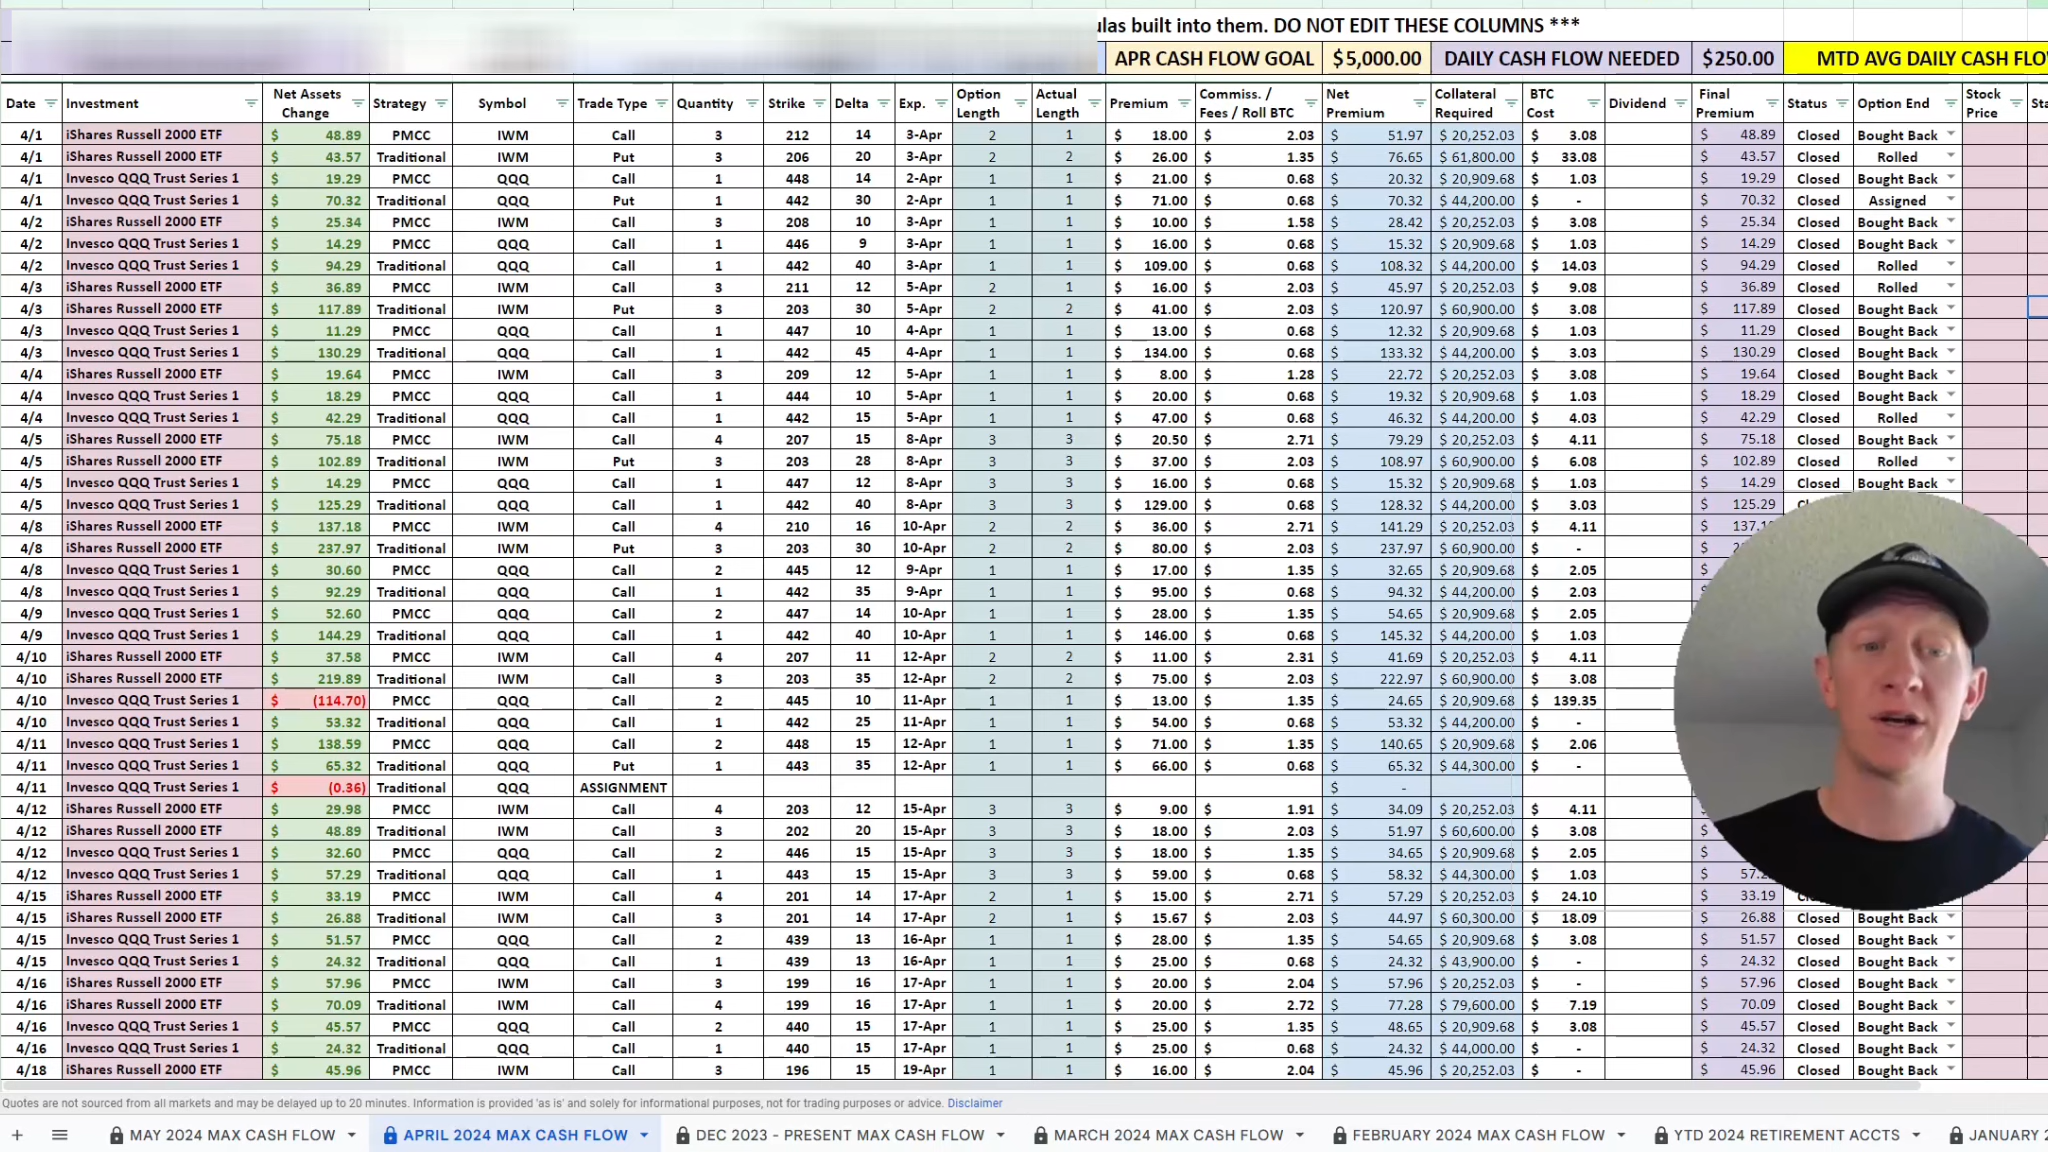 ulas built into them. DO NOT EDIT THESE COLUMNS ***
APR CASH FLOW GOAL $5,000.00 DAILY CASH FLOW NEEDED $250.00 MTD AVG DAILY CASH FLO
Date Investment Net Assets Change Strategy Symbol Trade Type Quantity Strike Delta Exp. Option Length Actual Length Premium Commiss. / Fees / Roll BTC Net Premium Collateral Required BTC Cost Dividend Final Premium Status Option End Stock Price Sta
4/1 iShares Russell 2000 ETF $ 48.89 PMCC IWM Call 3 212 14 3-Apr 2 1 $ 18.00 $ 2.03 $ 51.97 $ 20,252.03 $ 3.08 $ 48.89 Closed Bought Back
4/1 iShares Russell 2000 ETF $ 43.57 Traditional IWM Put 3 206 20 3-Apr 2 2 $ 26.00 $ 1.35 $ 76.65 $ 61,800.00 $ 33.08 $ 43.57 Closed Rolled
4/1 Invesco QQQ Trust Series 1 $ 19.29 PMCC QQQ Call 1 448 14 2-Apr 1 1 $ 21.00 $ 0.68 $ 20.32 $ 20,909.68 $ 1.03 $ 19.29 Closed Bought Back
4/1 Invesco QQQ Trust Series 1 $ 70.32 Traditional QQQ Put 1 442 30 2-Apr 1 1 $ 71.00 $ 0.68 $ 70.32 $ 44,200.00 $ - $ 70.32 Closed Assigned
4/2 iShares Russell 2000 ETF $ 25.34 PMCC IWM Call 3 208 10 3-Apr 1 1 $ 10.00 $ 1.58 $ 28.42 $ 20,252.03 $ 3.08 $ 25.34 Closed Bought Back
4/2 Invesco QQQ Trust Series 1 $ 14.29 PMCC QQQ Call 1 446 9 3-Apr 1 1 $ 16.00 $ 0.68 $ 15.32 $ 20,909.68 $ 1.03 $ 14.29 Closed Bought Back
4/2 Invesco QQQ Trust Series 1 $ 94.29 Traditional QQQ Call 1 442 40 3-Apr 1 1 $ 109.00 $ 0.68 $ 108.32 $ 44,200.00 $ 14.03 $ 94.29 Closed Rolled
4/3 iShares Russell 2000 ETF $ 36.89 PMCC IWM Call 3 211 12 5-Apr 2 1 $ 16.00 $ 2.03 $ 45.97 $ 20,252.03 $ 9.08 $ 36.89 Closed Rolled
4/3 iShares Russell 2000 ETF $ 117.89 Traditional IWM Put 3 203 30 5-Apr 2 2 $ 41.00 $ 2.03 $ 120.97 $ 60,900.00 $ 3.08 $ 117.89 Closed Bought Back
4/3 Invesco QQQ Trust Series 1 $ 11.29 PMCC QQQ Call 1 447 10 4-Apr 1 1 $ 13.00 $ 0.68 $ 12.32 $ 20,909.68 $ 1.03 $ 11.29 Closed Bought Back
4/3 Invesco QQQ Trust Series 1 $ 130.29 Traditional QQQ Call 1 442 45 4-Apr 1 1 $ 134.00 $ 0.68 $ 133.32 $ 44,200.00 $ 3.03 $ 130.29 Closed Bought Back
4/4 iShares Russell 2000 ETF $ 19.64 PMCC IWM Call 3 209 12 5-Apr 1 1 $ 8.00 $ 1.28 $ 22.72 $ 20,252.03 $ 3.08 $ 19.64 Closed Bought Back
4/4 Invesco QQQ Trust Series 1 $ 18.29 PMCC QQQ Call 1 444 10 5-Apr 1 1 $ 20.00 $ 0.68 $ 19.32 $ 20,909.68 $ 1.03 $ 18.29 Closed Bought Back
4/4 Invesco QQQ Trust Series 1 $ 42.29 Traditional QQQ Call 1 442 15 5-Apr 1 1 $ 47.00 $ 0.68 $ 46.32 $ 44,200.00 $ 4.03 $ 42.29 Closed Rolled
4/5 iShares Russell 2000 ETF $ 75.18 PMCC IWM Call 4 207 15 8-Apr 3 3 $ 20.50 $ 2.71 $ 79.29 $ 20,252.03 $ 4.11 $ 75.18 Closed Bought Back
4/5 iShares Russell 2000 ETF $ 102.89 Traditional IWM Put 3 203 28 8-Apr 3 3 $ 37.00 $ 2.03 $ 108.97 $ 60,900.00 $ 6.08 $ 102.89 Closed Rolled
4/5 Invesco QQQ Trust Series 1 $ 14.29 PMCC QQQ Call 1 447 12 8-Apr 3 3 $ 16.00 $ 0.68 $ 15.32 $ 20,909.68 $ 1.03 $ 14.29 Closed Bought Back
4/5 Invesco QQQ Trust Series 1 $ 125.29 Traditional QQQ Call 1 442 40 8-Apr 3 3 $ 129.00 $ 0.68 $ 128.32 $ 44,200.00 $ 3.03 $ 125.29
4/8 iShares Russell 2000 ETF $ 137.18 PMCC IWM Call 4 210 16 10-Apr 2 2 $ 36.00 $ 2.71 $ 141.29 $ 20,252.03 $ 4.11 $
4/8 iShares Russell 2000 ETF $ 237.97 Traditional IWM Put 3 203 30 10-Apr 2 2 $ 80.00 $ 2.03 $ 237.97 $ 60,900.00 $ - $
4/8 Invesco QQQ Trust Series 1 $ 30.60 PMCC QQQ Call 2 445 12 9-Apr 1 1 $ 17.00 $ 1.35 $ 32.65 $ 20,909.68 $ 2.05 $
4/8 Invesco QQQ Trust Series 1 $ 92.29 Traditional QQQ Call 1 442 35 9-Apr 1 1 $ 95.00 $ 0.68 $ 94.32 $ 44,200.00 $ 2.03
4/9 Invesco QQQ Trust Series 1 $ 52.60 PMCC QQQ Call 2 447 14 10-Apr 1 1 $ 28.00 $ 1.35 $ 54.65 $ 20,909.68 $ 2.05
4/9 Invesco QQQ Trust Series 1 $ 144.29 Traditional QQQ Call 1 442 40 10-Apr 1 1 $ 146.00 $ 0.68 $ 145.32 $ 44,200.00 $ 1.03
4/10 iShares Russell 2000 ETF $ 37.58 PMCC IWM Call 4 207 11 12-Apr 2 2 $ 11.00 $ 2.31 $ 41.69 $ 20,252.03 $ 4.11
4/10 iShares Russell 2000 ETF $ 219.89 Traditional IWM Call 3 203 35 12-Apr 2 2 $ 75.00 $ 2.03 $ 222.97 $ 60,900.00 $ 3.08
4/10 Invesco QQQ Trust Series 1 $ (114.70) PMCC QQQ Call 2 445 10 11-Apr 1 1 $ 13.00 $ 1.35 $ 24.65 $ 20,909.68 $ 139.35
4/10 Invesco QQQ Trust Series 1 $ 53.32 Traditional QQQ Call 1 442 25 11-Apr 1 1 $ 54.00 $ 0.68 $ 53.32 $ 44,200.00 $ -
4/11 Invesco QQQ Trust Series 1 $ 138.59 PMCC QQQ Call 2 448 15 12-Apr 1 1 $ 71.00 $ 1.35 $ 140.65 $ 20,909.68 $ 2.06
4/11 Invesco QQQ Trust Series 1 $ 65.32 Traditional QQQ Put 1 443 35 12-Apr 1 1 $ 66.00 $ 0.68 $ 65.32 $ 44,300.00 $ -
4/11 Invesco QQQ Trust Series 1 $ (0.36) Traditional QQQ ASSIGNMENT $ -
4/12 iShares Russell 2000 ETF $ 29.98 PMCC IWM Call 4 203 12 15-Apr 3 3 $ 9.00 $ 1.91 $ 34.09 $ 20,252.03 $ 4.11
4/12 iShares Russell 2000 ETF $ 48.89 Traditional IWM Call 3 202 20 15-Apr 3 3 $ 18.00 $ 2.03 $ 51.97 $ 60,600.00 $ 3.08 $
4/12 Invesco QQQ Trust Series 1 $ 32.60 PMCC QQQ Call 2 446 15 15-Apr 3 3 $ 18.00 $ 1.35 $ 34.65 $ 20,909.68 $ 2.05 $
4/12 Invesco QQQ Trust Series 1 $ 57.29 Traditional QQQ Call 1 443 15 15-Apr 3 3 $ 59.00 $ 0.68 $ 58.32 $ 44,300.00 $ 1.03 $
4/15 iShares Russell 2000 ETF $ 33.19 PMCC IWM Call 4 201 14 17-Apr 2 1 $ 15.00 $ 2.71 $ 57.29 $ 20,252.03 $ 24.10 $ 33.19
4/15 iShares Russell 2000 ETF $ 26.88 Traditional IWM Call 3 201 14 17-Apr 2 1 $ 15.67 $ 2.03 $ 44.97 $ 60,300.00 $ 18.09 $ 26.88 Closed Bought Back
4/15 Invesco QQQ Trust Series 1 $ 51.57 PMCC QQQ Call 2 439 13 16-Apr 1 1 $ 28.00 $ 1.35 $ 54.65 $ 20,909.68 $ 3.08 $ 51.57 Closed Bought Back
4/15 Invesco QQQ Trust Series 1 $ 24.32 Traditional QQQ Call 1 439 13 16-Apr 1 1 $ 25.00 $ 0.68 $ 24.32 $ 43,900.00 $ - $ 24.32 Closed Bought Back
4/16 iShares Russell 2000 ETF $ 57.96 PMCC IWM Call 3 199 16 17-Apr 1 1 $ 20.00 $ 2.04 $ 57.96 $ 20,252.03 $ - $ 57.96 Closed Bought Back
4/16 iShares Russell 2000 ETF $ 70.09 Traditional IWM Call 4 199 16 17-Apr 1 1 $ 20.00 $ 2.72 $ 77.28 $ 79,600.00 $ 7.19 $ 70.09 Closed Bought Back
4/16 Invesco QQQ Trust Series 1 $ 45.57 PMCC QQQ Call 2 440 15 17-Apr 1 1 $ 25.00 $ 1.35 $ 48.65 $ 20,909.68 $ 3.08 $ 45.57 Closed Bought Back
4/16 Invesco QQQ Trust Series 1 $ 24.32 Traditional QQQ Call 1 440 15 17-Apr 1 1 $ 25.00 $ 0.68 $ 24.32 $ 44,000.00 $ - $ 24.32 Closed Bought Back
4/18 iShares Russell 2000 ETF $ 45.96 PMCC IWM Call 3 196 15 19-Apr 1 1 $ 16.00 $ 2.04 $ 45.96 $ 20,252.03 $ - $ 45.96 Closed Bought Back
Quotes are not sourced from all markets and may be delayed up to 20 minutes. Information is provided 'as is' and solely for informational purposes, not for trading purposes or advice. Disclaimer
MAY 2024 MAX CASH FLOW APRIL 2024 MAX CASH FLOW DEC 2023 - PRESENT MAX CASH FLOW MARCH 2024 MAX CASH FLOW FEBRUARY 2024 MAX CASH FLOW YTD 2024 RETIREMENT ACCTS JANUARY 2